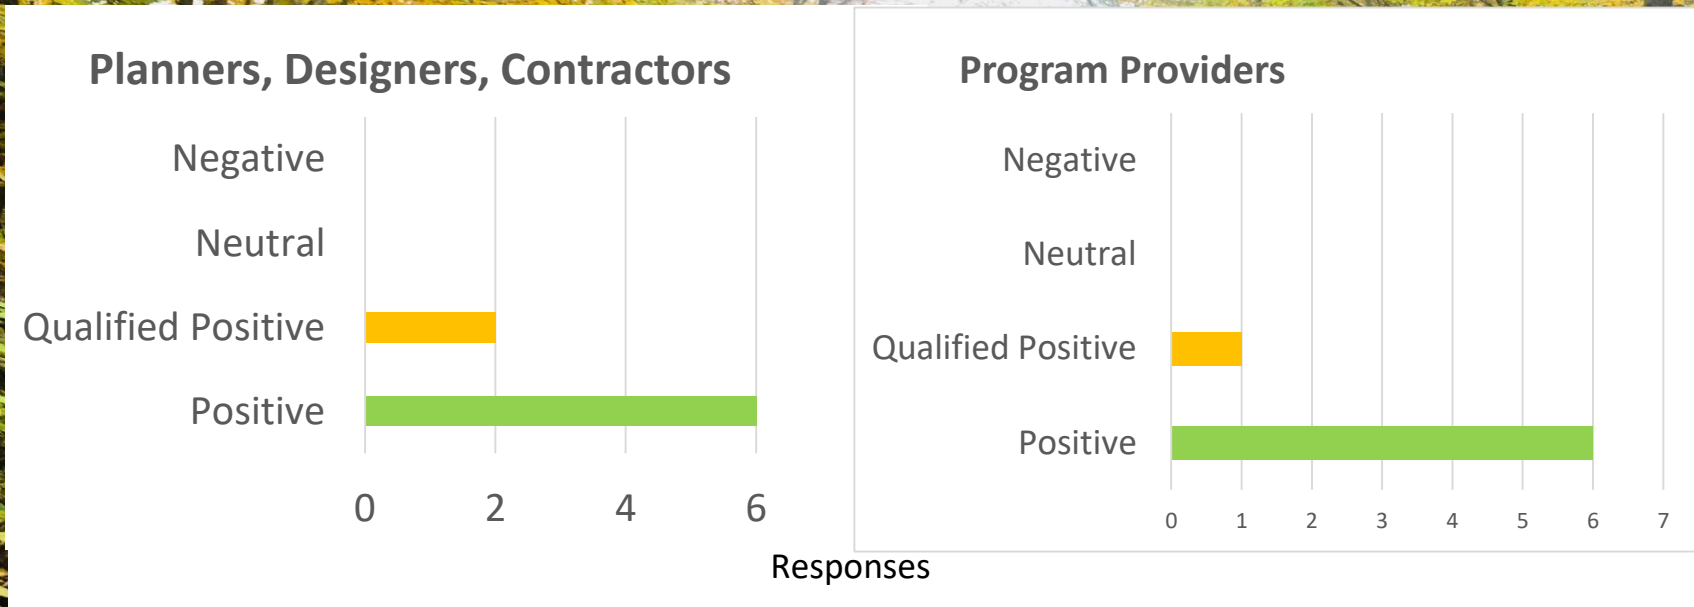 Planners, Designers, Contractors
Negative
Neutral
Qualified Positive
Positive
0 2 4 6
Program Providers
Negative
Neutral
Qualified Positive
Positive
0 1 2 3 4 5 6 7
Responses